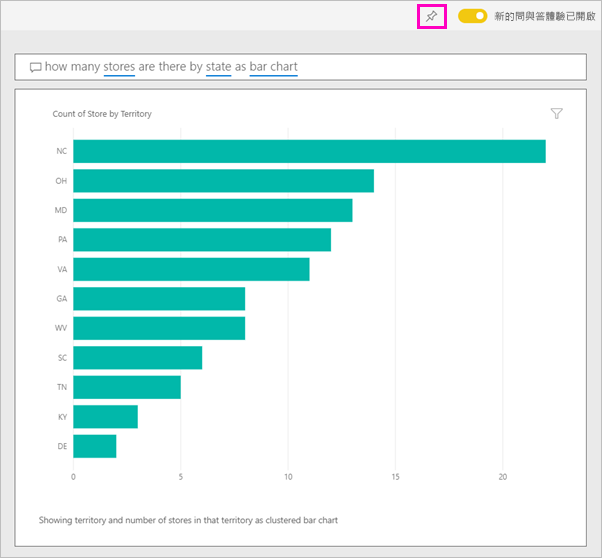 新的問與答體驗已開啟
how many stores are there by state as bar chart
Count of Store by Territory
NC
OH
MD
PA
VA
GA
WV
SC
TN
KY
DE
0 5 10 15 20
Showing territory and number of stores in that territory as clustered bar chart